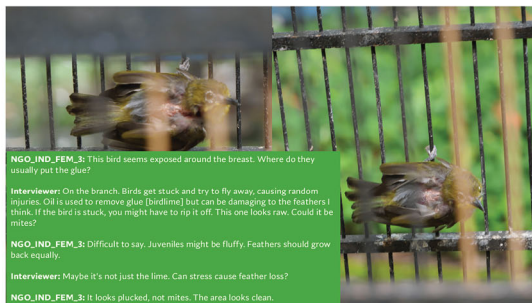 NGO_IND_FEM_3: This bird seems exposed around the breast. Where do they
usually put the glue?
Interviewer: On the branch. Birds get stuck and try to fly away, causing random
injuries. Oil is used to remove glue [birdlime] but can be damaging to the feathers I
think. If the bird is stuck, you might have to rip it off. This one looks raw. Could it be
mites?
NGO_IND_FEM_3: Difficult to say. Juveniles might be fluffy. Feathers should grow
back equally.
Interviewer: Maybe it's not just the lime. Can stress cause feather loss?
NGO_IND_FEM_3: It looks plucked, not mites. The area looks clean.